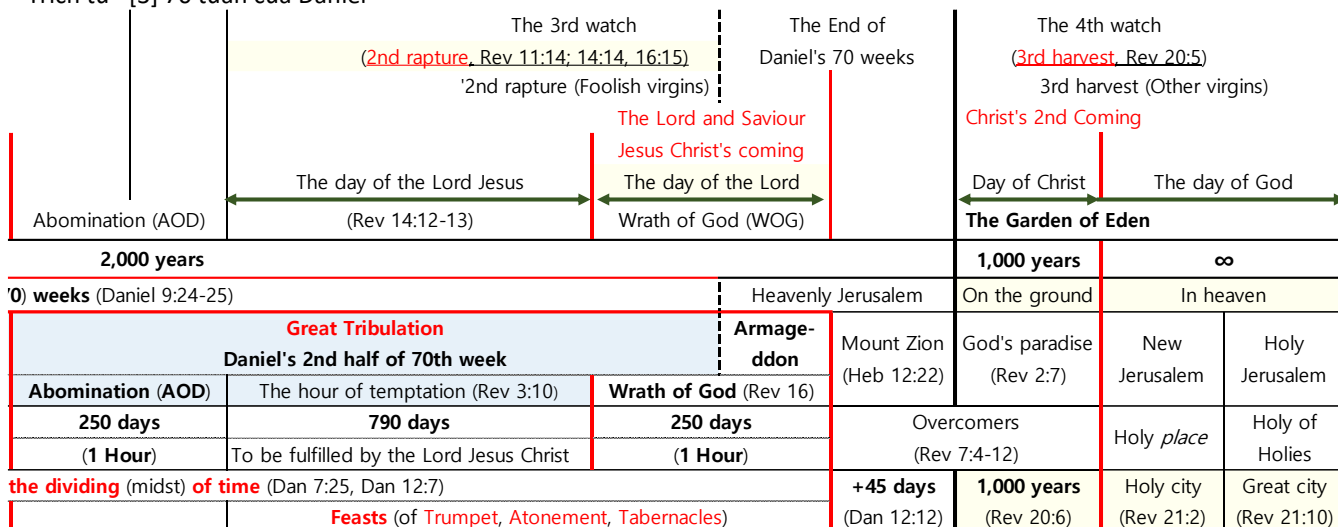 [5] 70 tuần của Daniel
The 3rd watch
(2nd rapture, Rev 11:14; 14:14, 16:15)
'2nd rapture (Foolish virgins)
The End of
Daniel's 70 weeks
The 4th watch
(3rd harvest, Rev 20:5)
3rd harvest (Other virgins)
The Lord and Saviour
Jesus Christ's coming
Christ's 2nd Coming
Abomination (AOD)
The day of the Lord Jesus
(Rev 14:12-13)
The day of the Lord
Wrath of God (WOG)
Day of Christ
The day of God
The Garden of Eden
2,000 years
1,000 years
∞
0) weeks (Daniel 9:24-25)
Heavenly Jerusalem
On the ground
In heaven
Great Tribulation
Daniel's 2nd half of 70th week
Armage-
ddon
Mount Zion
(Heb 12:22)
God's paradise
(Rev 2:7)
New
Jerusalem
Holy
Jerusalem
Abomination (AOD)
The hour of temptation (Rev 3:10)
Wrath of God (Rev 16)
250 days
790 days
250 days
Overcomers
(Rev 7:4-12)
Holy place
Holy of
Holies
(1 Hour)
To be fulfilled by the Lord Jesus Christ
(1 Hour)
the dividing (midst) of time (Dan 7:25, Dan 12:7)
+45 days
(Dan 12:12)
1,000 years
(Rev 20:6)
Holy city
(Rev 21:2)
Great city
(Rev 21:10)
Feasts (of Trumpet, Atonement, Tabernacles)